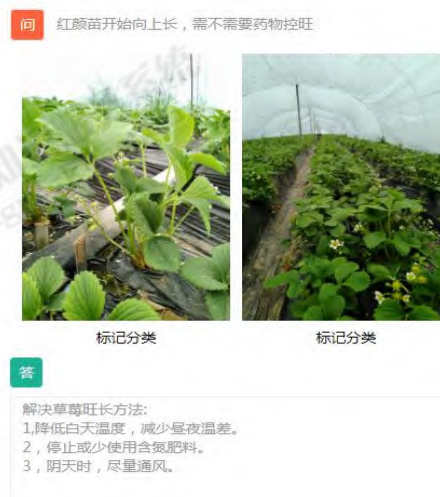 问 红颜苗开始向上长，需不需要药物控旺
标记分类 标记分类
答
解决草莓旺长方法:
1,降低白天温度，减少昼夜温差。
2，停止或少使用含氮肥料。
3，阴天时，尽量通风。